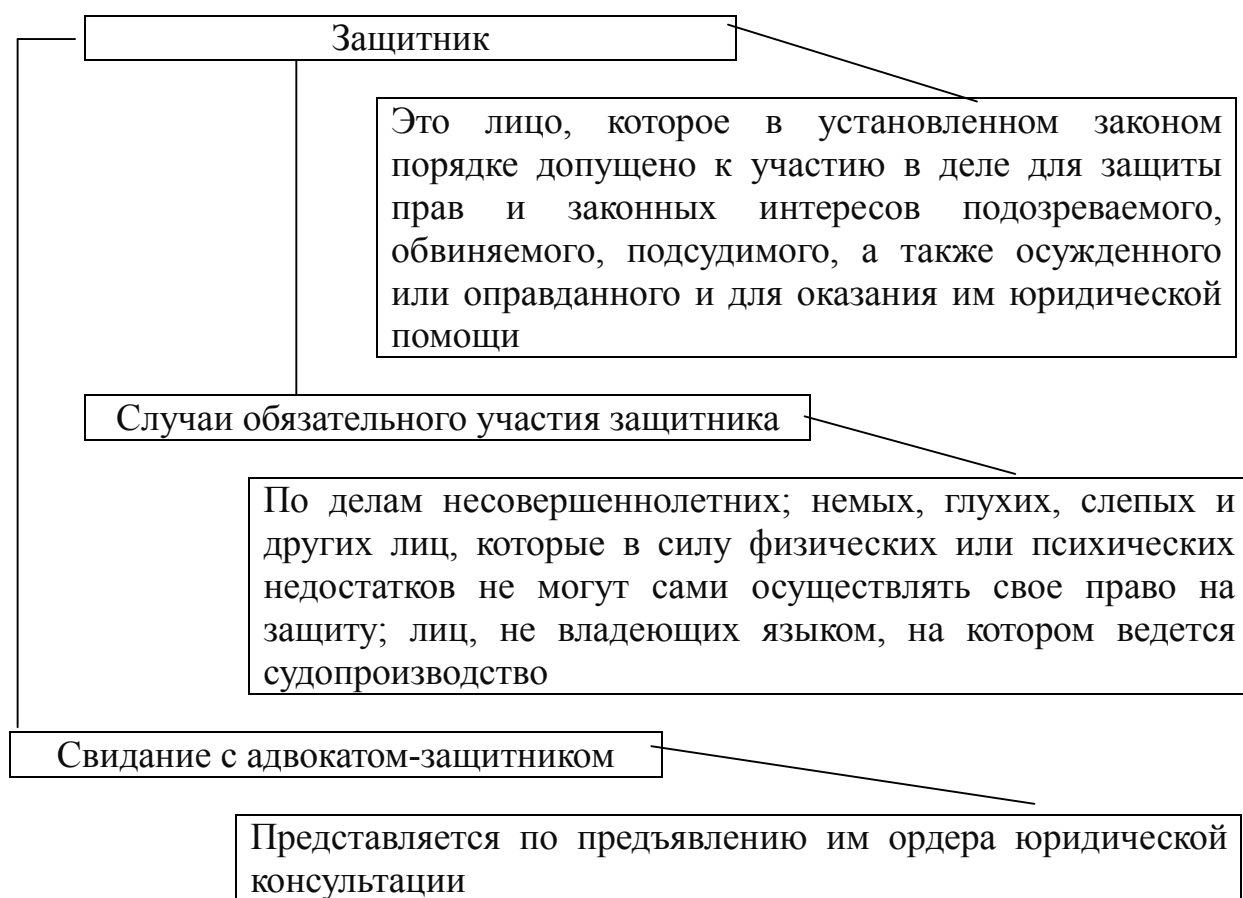 Защитник
Это лицо, которое в установленном законом
порядке допущено к участию в деле для защиты
прав и законных интересов подозреваемого,
обвиняемого, подсудимого, а также осужденного
или оправданного и для оказания им юридической
помощи
Случаи обязательного участия защитника
По делам несовершеннолетних; немых, глухих, слепых и
других лиц, которые в силу физических или психических
недостатков не могут сами осуществлять свое право на
защиту; лиц, не владеющих языком, на котором ведется
судопроизводство
Свидание с адвокатом-защитником
Представляется по предъявлению им ордера юридической
консультации